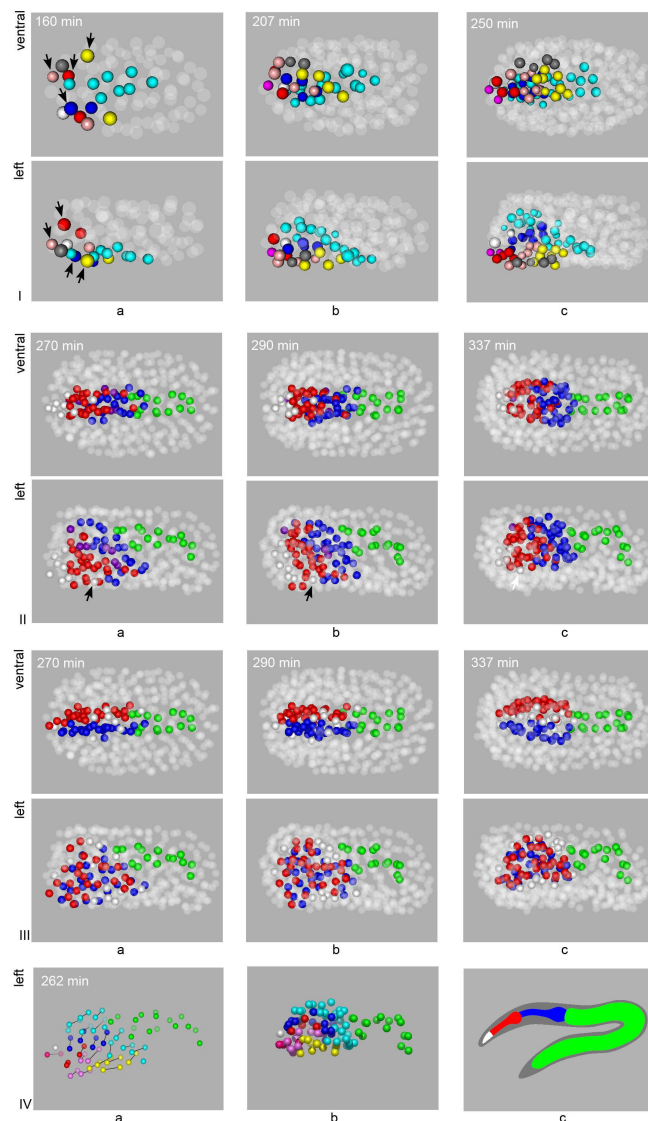 ventral
160 min
207 min
250 min
left
I
a
b
c
ventral
270 min
290 min
337 min
left
II
a
b
c
ventral
270 min
290 min
337 min
left
III
a
b
c
left
262 min
IV
a
b
c